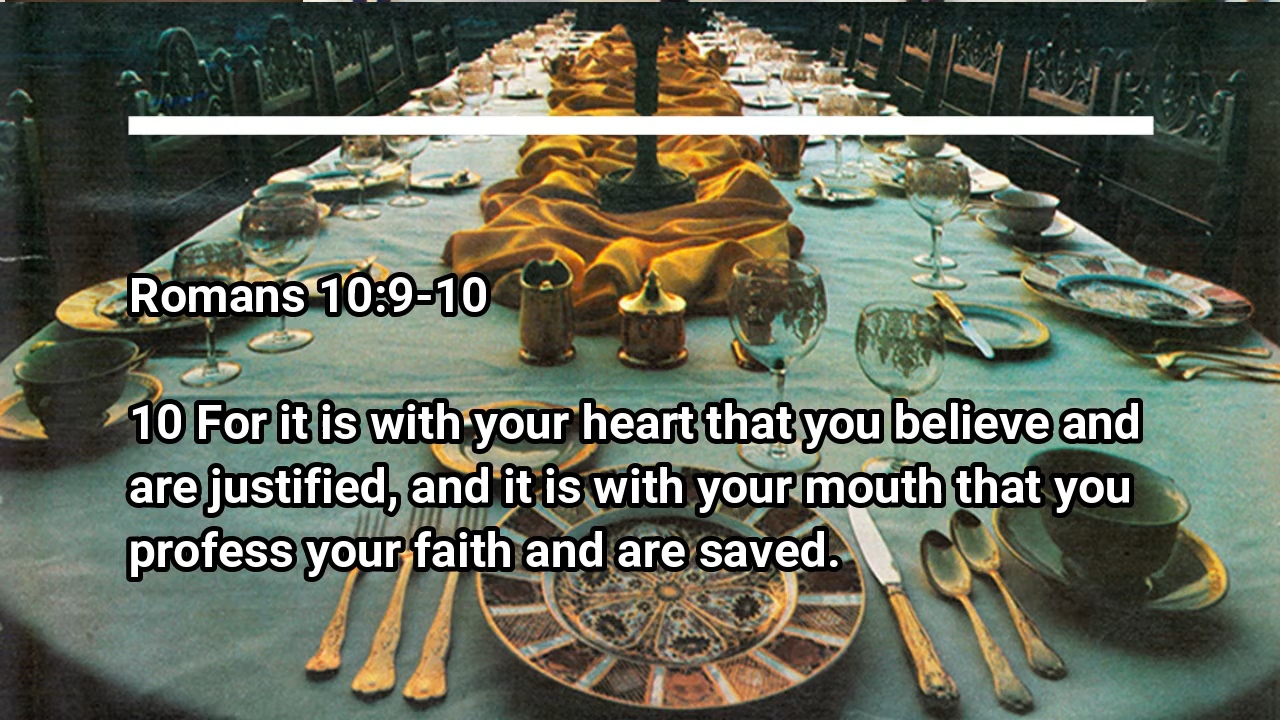 Romans 10:9-10
10 For it is with your heart that you believe and
are justified, and it is with your mouth that you
profess your faith and are saved.